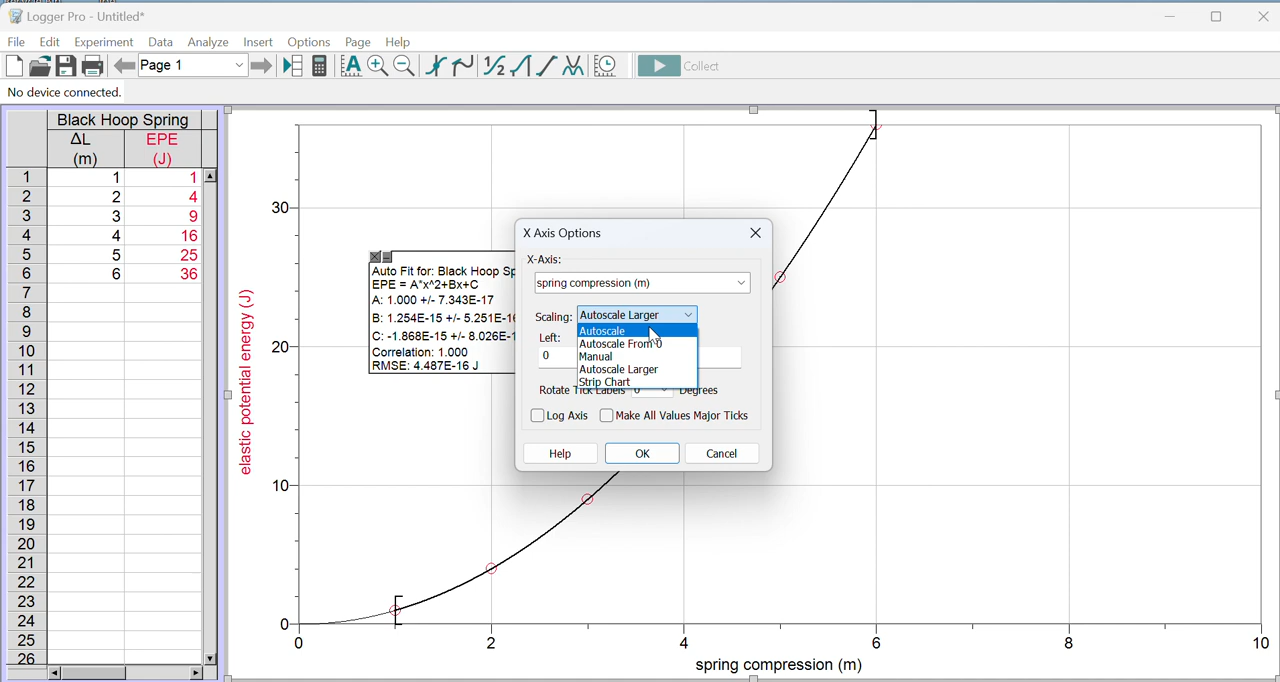 Logger Pro - Untitled*
File Edit Experiment Data Analyze Insert Options Page Help
Page 1
Collect
No device connected.
Black Hoop Spring
ΔL (m)
EPE (J)
1 1 1
2 2 4
3 3 9
4 4 16
5 5 25
6 6 36
7
8
9
10
11
12
13
14
15
16
17
18
19
20
21
22
23
24
25
26
elastic potential energy (J)
30
20
10
0
Auto Fit for: Black Hoop Sp
EPE = A*x^2+Bx+C
A: 1.000 +/- 7.343E-17
B: 1.254E-15 +/- 5.251E-16
C: -1.868E-15 +/- 8.026E-1
Correlation: 1.000
RMSE: 4.487E-16 J
X Axis Options
X-Axis:
spring compression (m)
Scaling: Autoscale Larger
Autoscale
Autoscale From 0
Manual
Autoscale Larger
Strip Chart
Left:
0
Rotate Tick Labels 0 Degrees
Log Axis Make All Values Major Ticks
Help OK Cancel
0 2 4 6 8 10
spring compression (m)